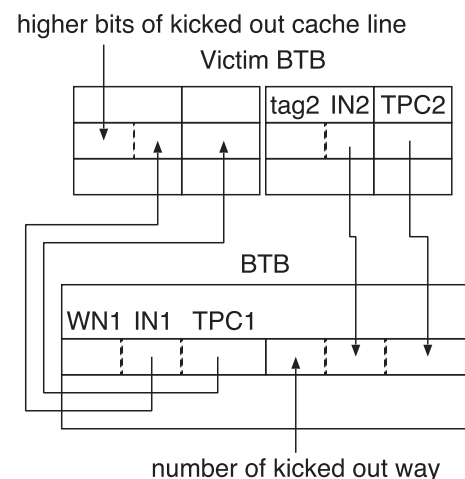 higher bits of kicked out cache line
Victim BTB
tag2 IN2 TPC2
BTB
WN1 IN1 TPC1
number of kicked out way